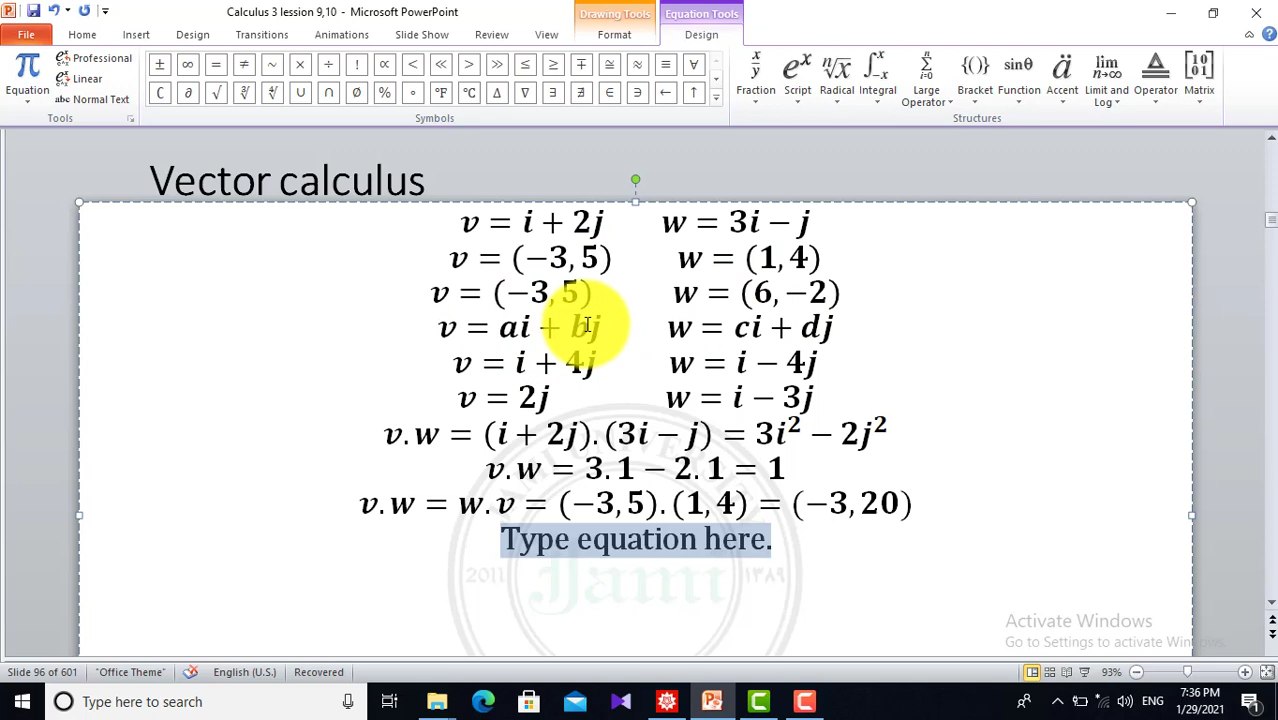 Calculus 3 lession 9,10 - Microsoft PowerPoint
Drawing Tools
Equation Tools
File Home Insert Design Transitions Animations Slide Show Review View Format Design
Equation
Professional
Linear
abc Normal Text
Tools
± ∞ = ≠ ~ × ÷ ! ∝ < ≪ > ≫ ≤ ≥ ∓ ≅ ≈ ≡ ∀
∁ ∂ √ ∛ ∜ ∪ ∩ ∅ % ° ℉ ℃ ∆ ∇ ∃ ∄ ∈ ∋ ← ↑
Symbols
Fraction Script Radical Integral Large Operator Bracket Function Accent Limit and Log Operator Matrix
Structures
Vector calculus
v = i + 2j w = 3i − j
v = (−3, 5) w = (1, 4)
v = (−3, 5) w = (6, −2)
v = ai + bj w = ci + dj
v = i + 4j w = i − 4j
v = 2j w = i − 3j
v.w = (i + 2j).(3i − j) = 3i² − 2j²
v.w = 3.1 − 2.1 = 1
v.w = w.v = (−3, 5).(1, 4) = (−3, 20)
Type equation here.
2011 Jami ١٣٨٩
Activate Windows
Go to Settings to activate Windows.
Slide 96 of 601 "Office Theme" English (U.S.) Recovered 93%
Type here to search
ENG
7:36 PM
1/29/2021